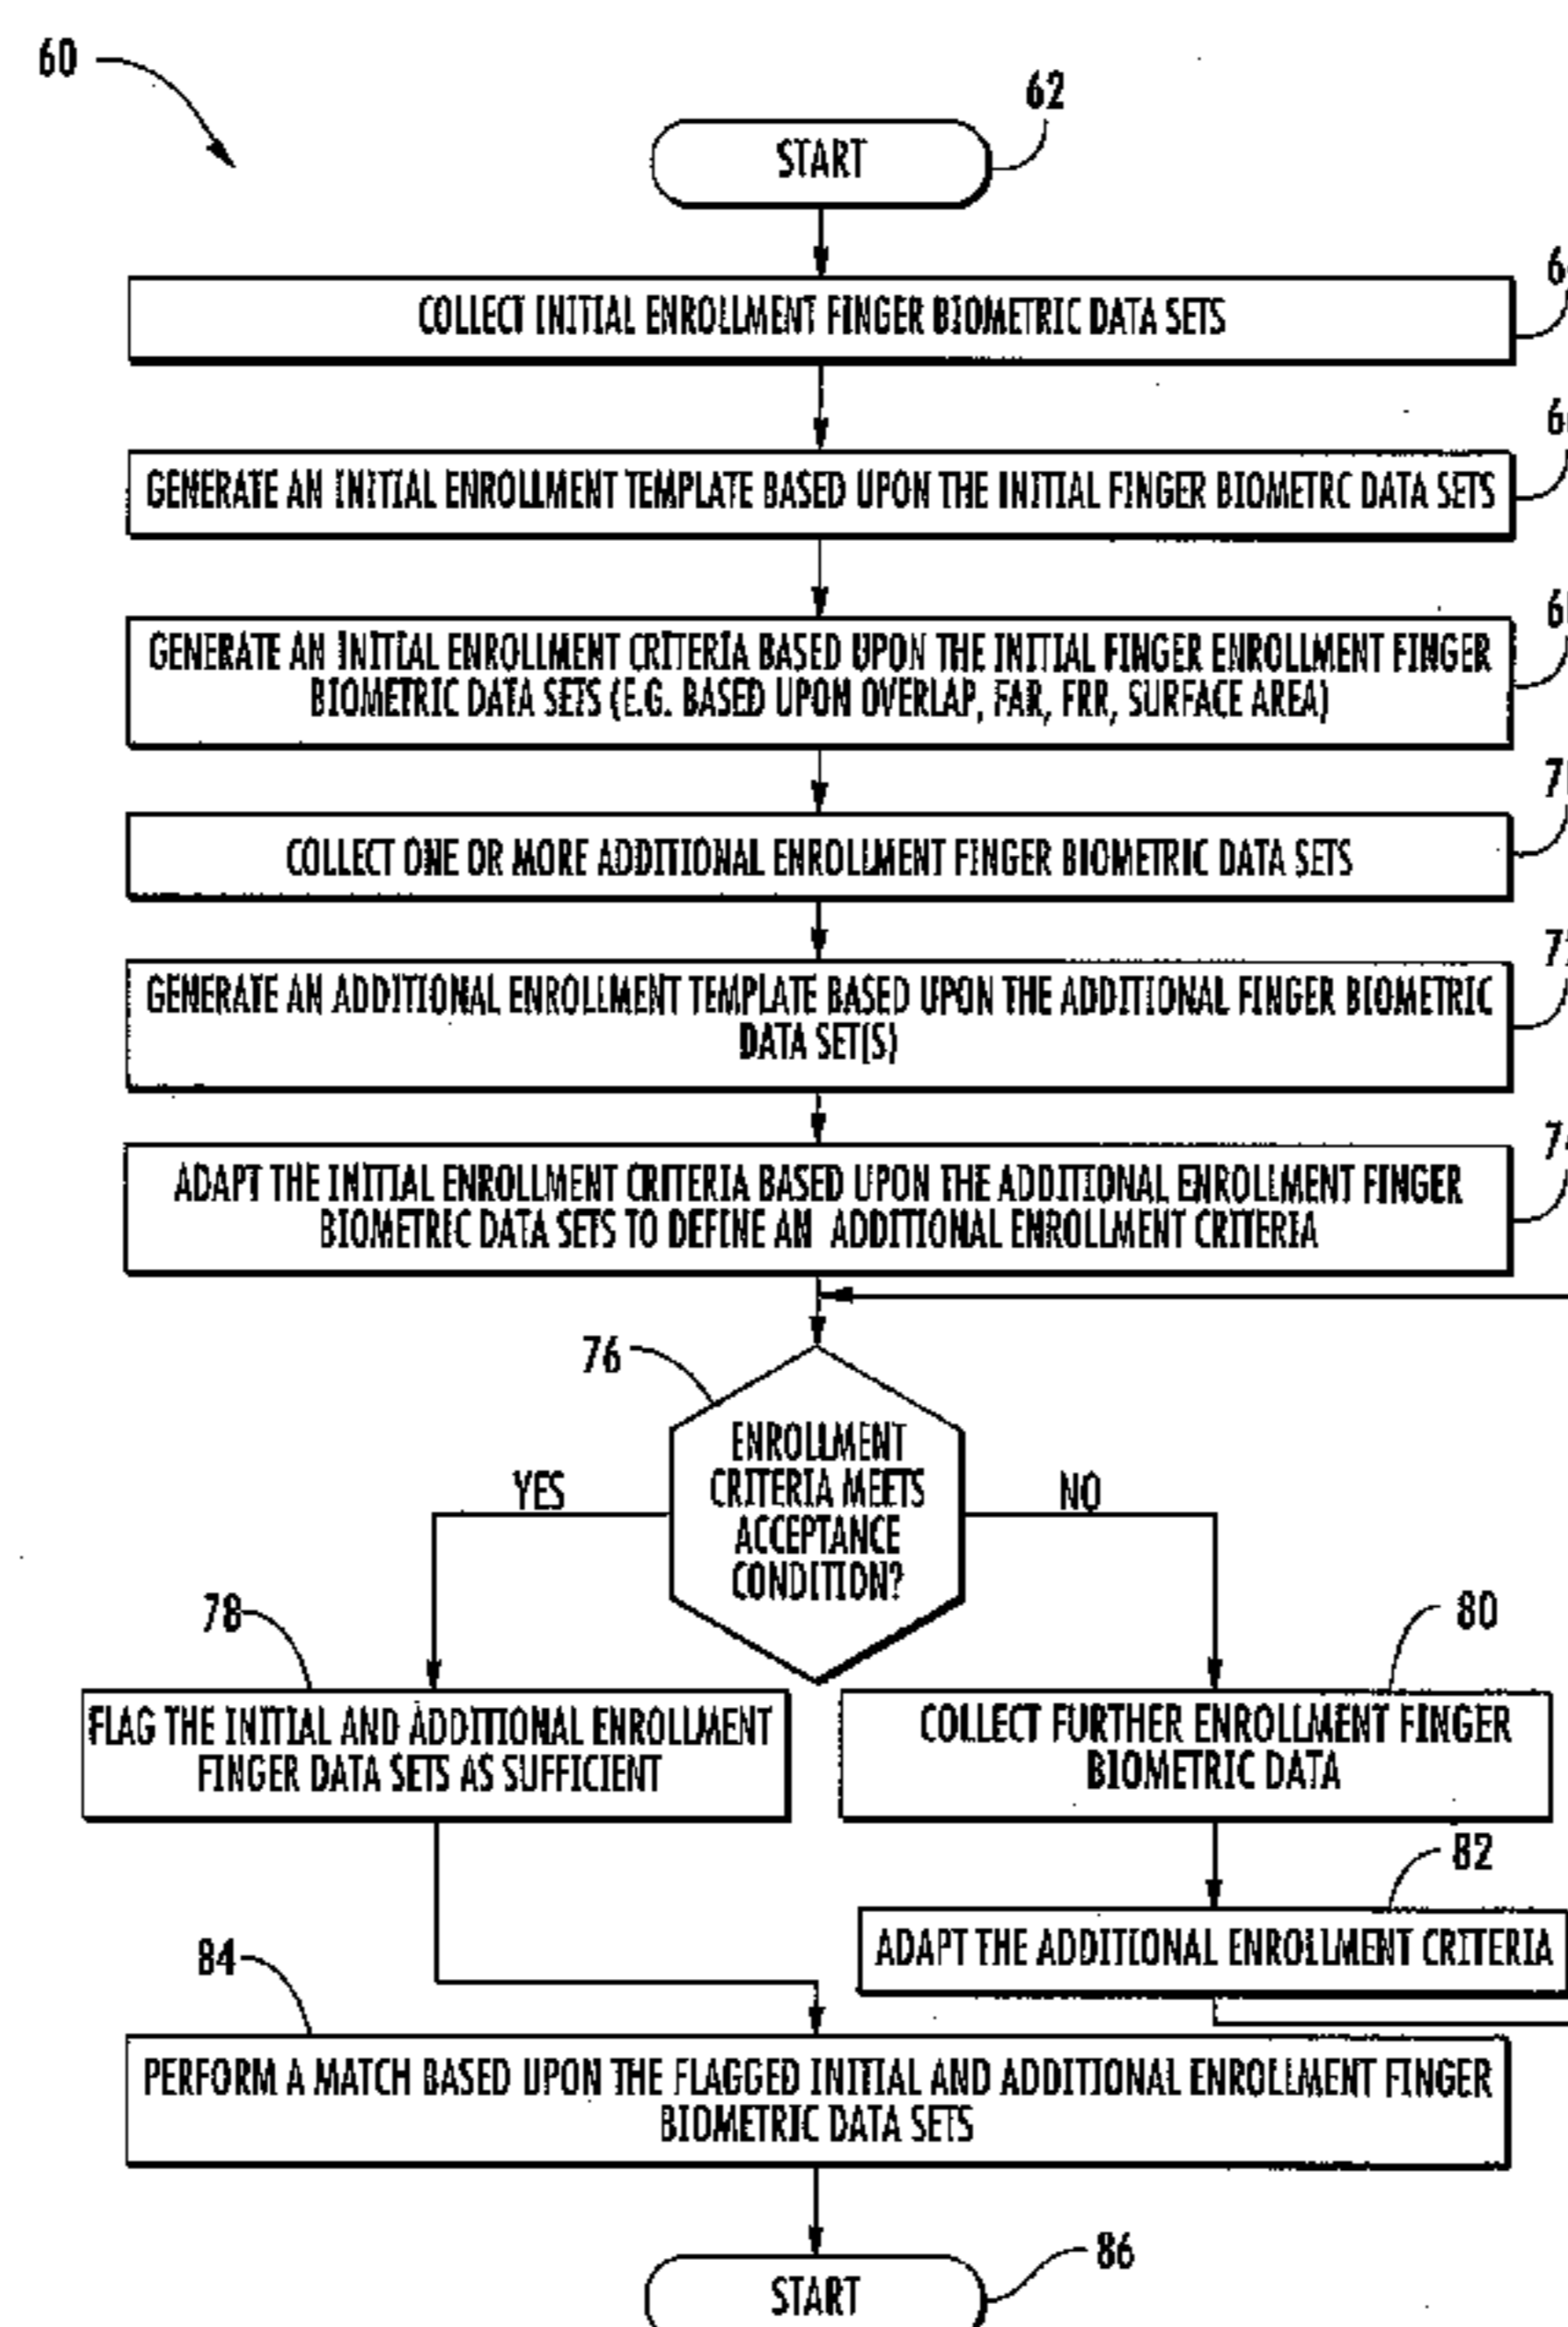 60
62
START
COLLECT INITIAL ENROLLMENT FINGER BIOMETRIC DATA SETS
GENERATE AN INITIAL ENROLLMENT TEMPLATE BASED UPON THE INITIAL FINGER BIOMETRC DATA SETS
GENERATE AN INITIAL ENROLLMENT CRITERIA BASED UPON THE INITIAL FINGER ENROLLMENT FINGER
BIOMETRIC DATA SETS (E.G. BASED UPON OVERLAP, FAR, FRR, SURFACE AREA)
COLLECT ONE OR MORE ADDITIONAL ENROLLMENT FINGER BIOMETRIC DATA SETS
GENERATE AN ADDITIONAL ENROLLMENT TEMPLATE BASED UPON THE ADDITIONAL FINGER BIOMETRIC
DATA SET(S)
ADAPT THE INITIAL ENROLLMENT CRITERIA BASED UPON THE ADDITIONAL ENROLLMENT FINGER
BIOMETRIC DATA SETS TO DEFINE AN ADDITIONAL ENROLLMENT CRITERIA
76
ENROLLMENT
CRITERIA MEETS
ACCEPTANCE
CONDITION?
YES
NO
78
80
FLAG THE INITIAL AND ADDITIONAL ENROLLMENT
FINGER DATA SETS AS SUFFICIENT
COLLECT FURTHER ENROLLMENT FINGER
BIOMETRIC DATA
82
ADAPT THE ADDITIONAL ENROLLMENT CRITERIA
84
PERFORM A MATCH BASED UPON THE FLAGGED INITIAL AND ADDITIONAL ENROLLMENT FINGER
BIOMETRIC DATA SETS
86
START